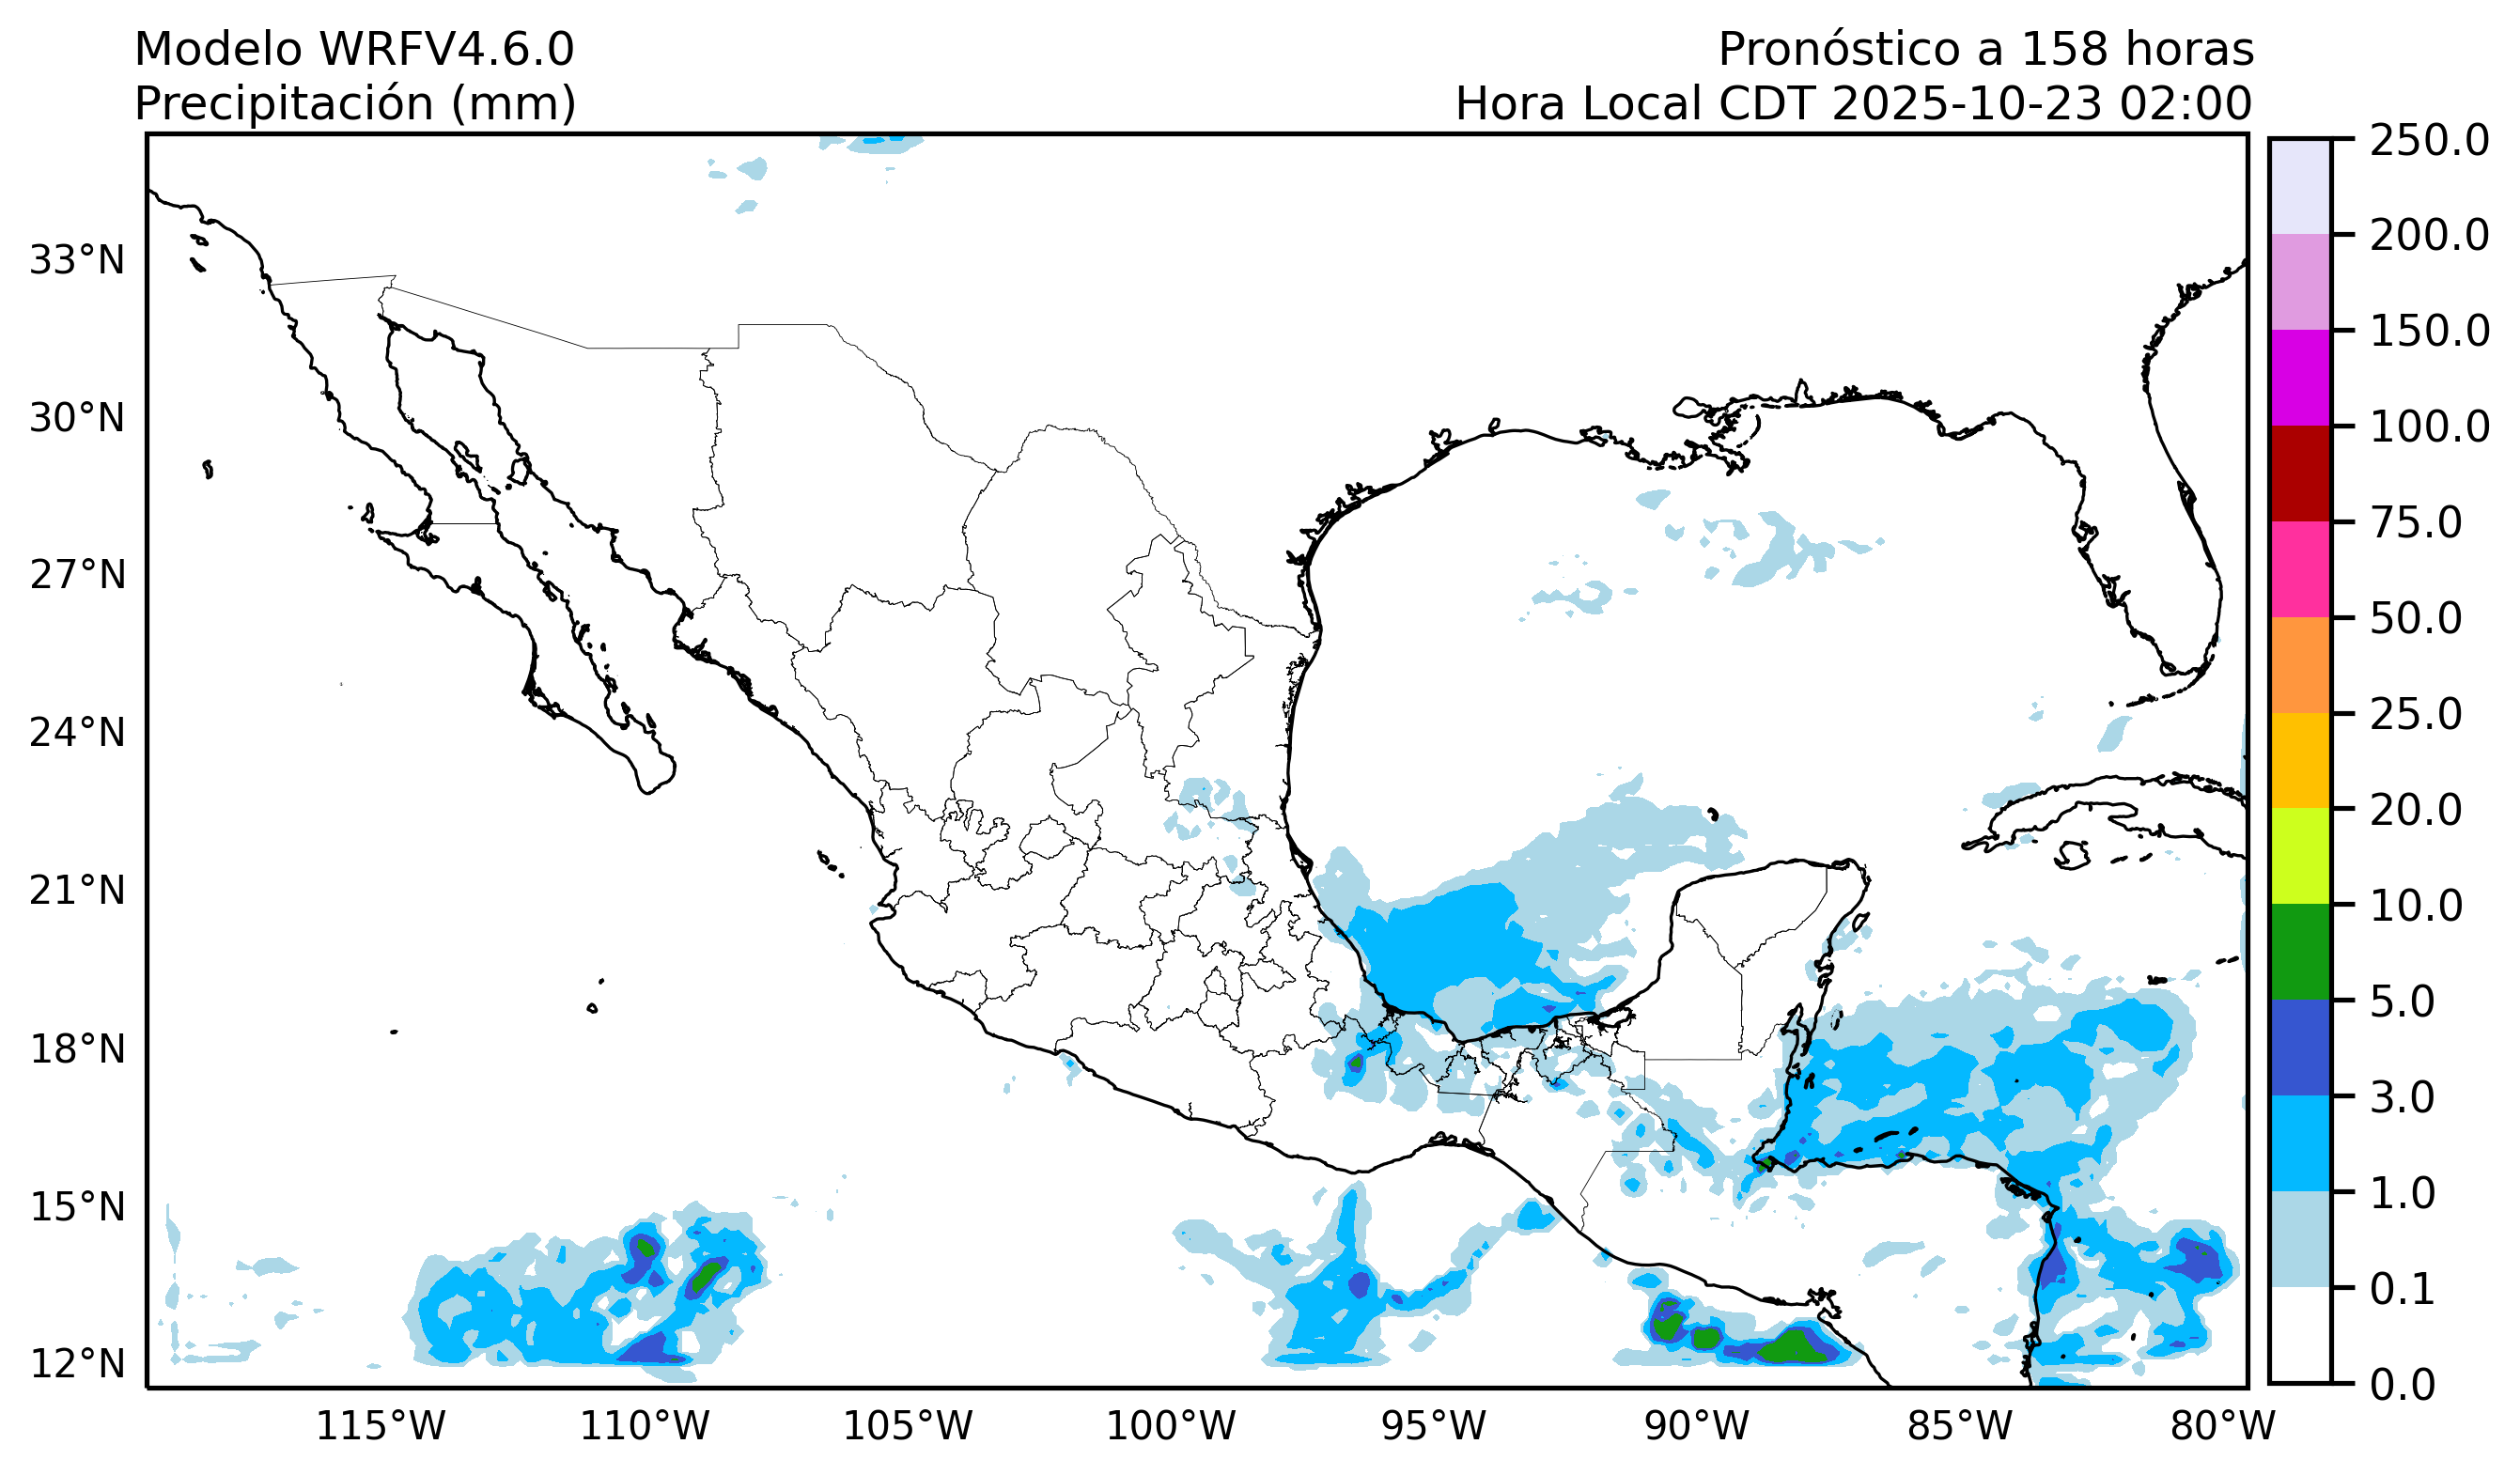 Modelo WRFV4.6.0
Precipitación (mm)
Pronóstico a 158 horas
Hora Local CDT 2025-10-23 02:00
33°N
30°N
27°N
24°N
21°N
18°N
15°N
12°N
115°W
110°W
105°W
100°W
95°W
90°W
85°W
80°W
250.0
200.0
150.0
100.0
75.0
50.0
25.0
20.0
10.0
5.0
3.0
1.0
0.1
0.0